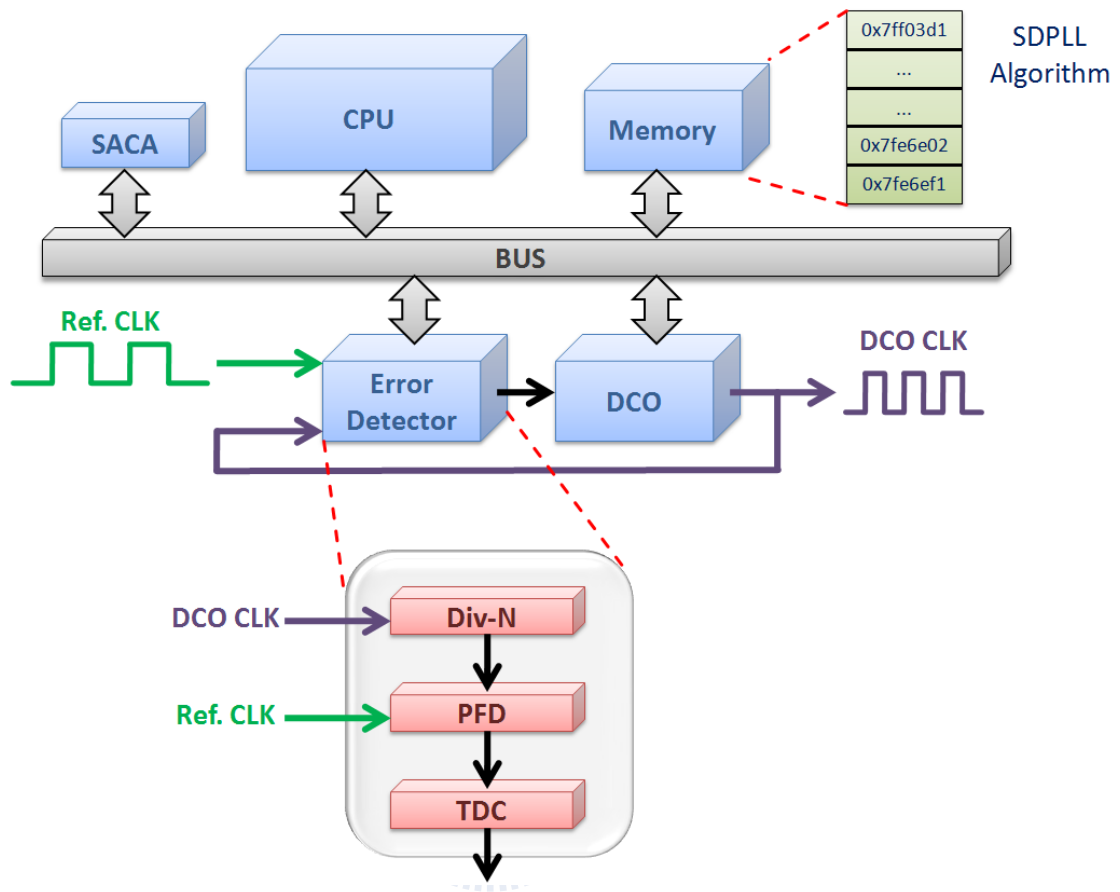 0x7ff03d1
SDPLL
Algorithm
...
CPU
...
Memory
SACA
0x7fe6e02
0x7fe6ef1
BUS
Ref. CLK
DCO CLK
Error
Detector
DCO
DCO CLK
Div-N
Ref. CLK
PFD
TDC